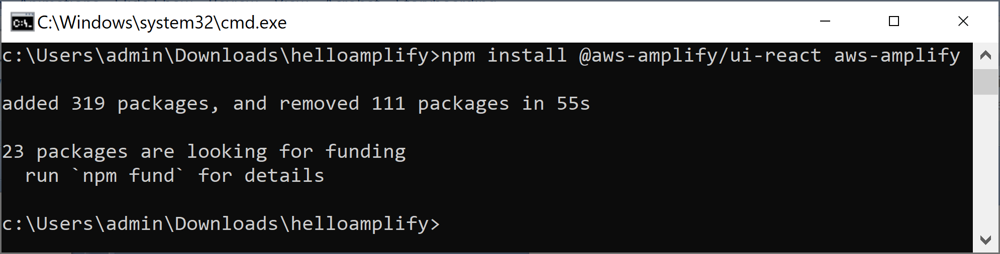 C:\Windows\system32\cmd.exe
c:\Users\admin\Downloads\helloamplify>npm install @aws-amplify/ui-react aws-amplify
added 319 packages, and removed 111 packages in 55s
23 packages are looking for funding
run `npm fund` for details
c:\Users\admin\Downloads\helloamplify>